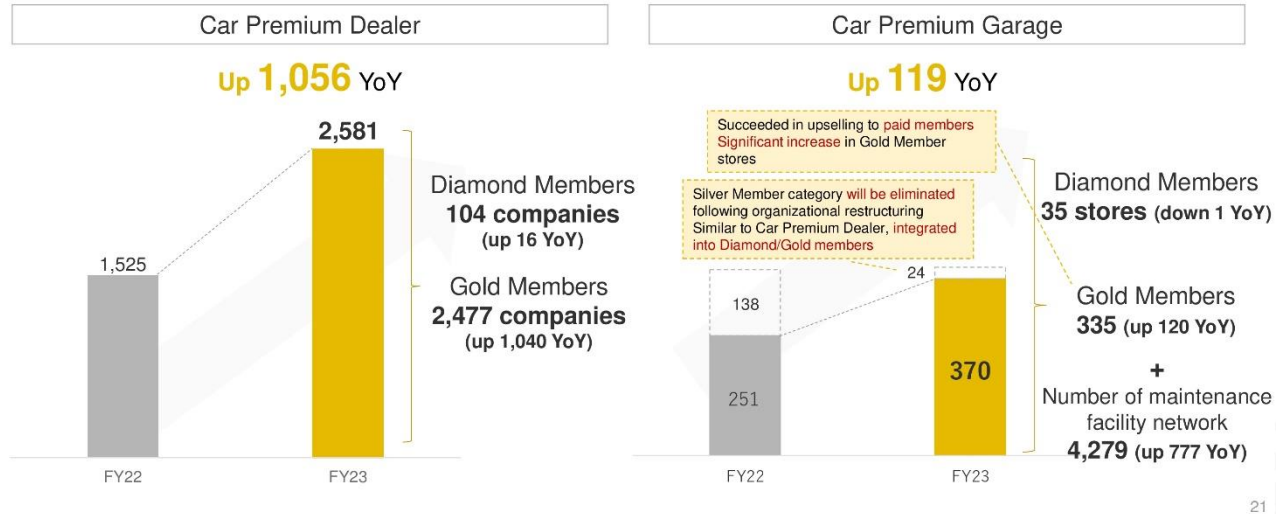 Car Premium Dealer
Up 1,056 YoY
2,581
1,525
FY22
FY23
Diamond Members
104 companies
(up 16 YoY)
Gold Members
2,477 companies
(up 1,040 YoY)
Car Premium Garage
Up 119 YoY
Succeeded in upselling to paid members
Significant increase in Gold Member
stores
Silver Member category will be eliminated
following organizational restructuring
Similar to Car Premium Dealer, integrated
into Diamond/Gold members
24
138
251
370
FY22
FY23
Diamond Members
35 stores (down 1 YoY)
Gold Members
335 (up 120 YoY)
+
Number of maintenance
facility network
4,279 (up 777 YoY)
21